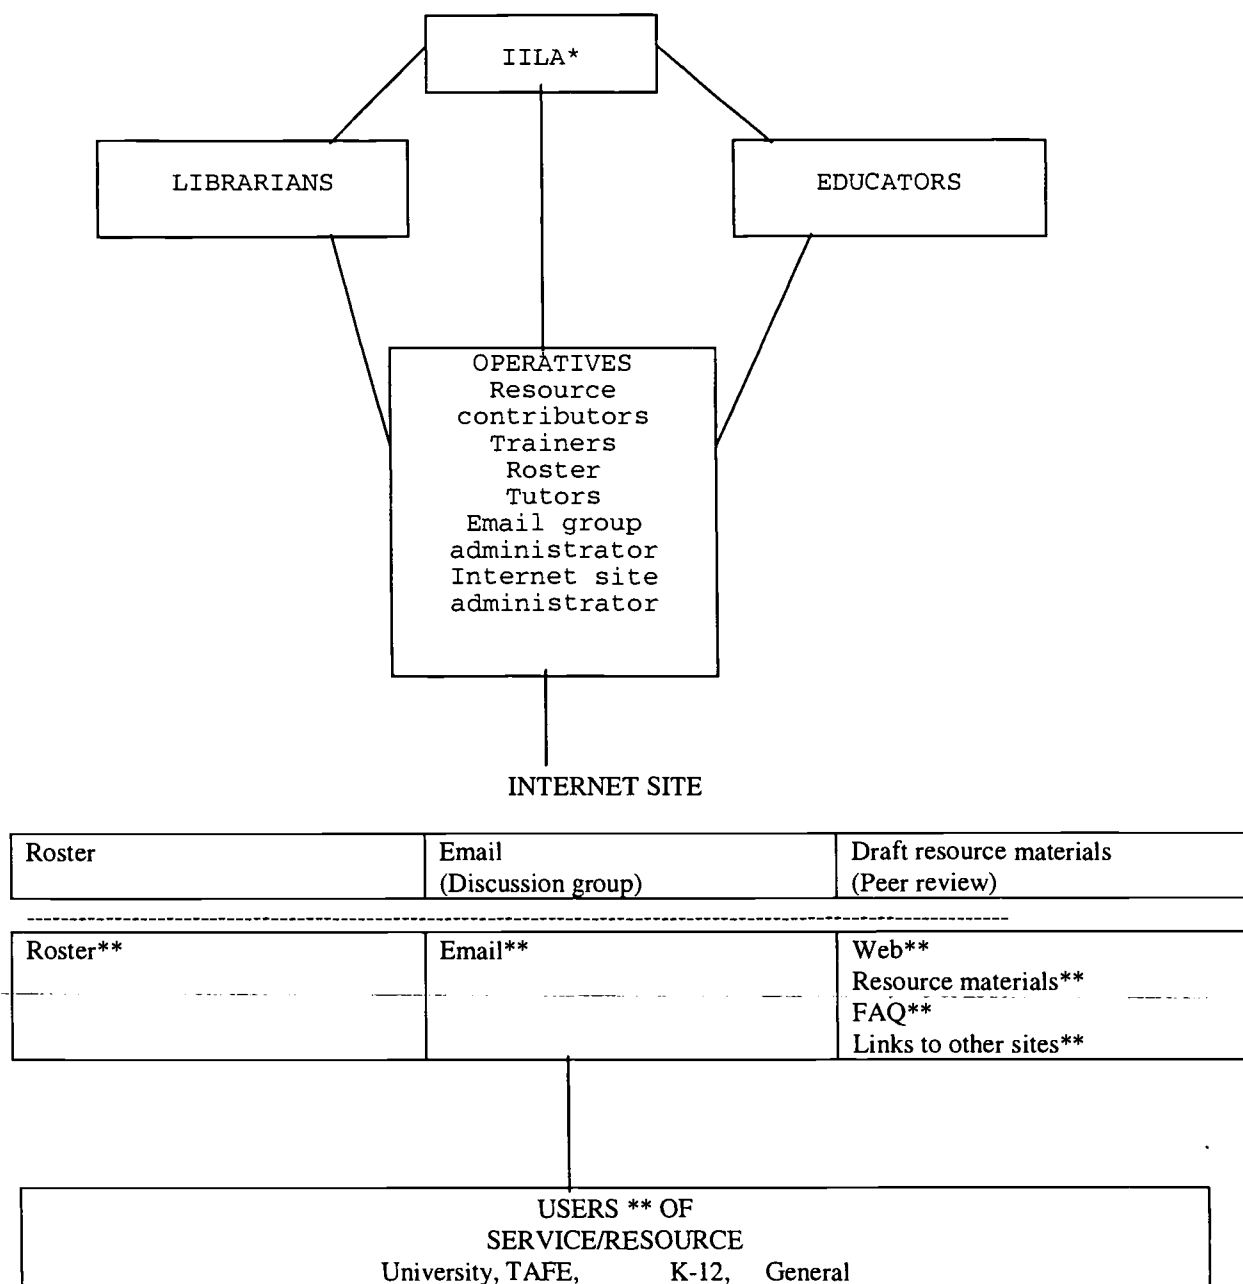 IILA*
LIBRARIANS
EDUCATORS
OPERATIVES
Resource
contributors
Trainers
Roster
Tutors
Email group
administrator
Internet site
administrator
INTERNET SITE
Roster
Email
(Discussion group)
Draft resource materials
(Peer review)
Roster**
Email**
Web**
Resource materials**
FAQ**
Links to other sites**
USERS ** OF
SERVICE/RESOURCE
University, TAFE, K-12, General